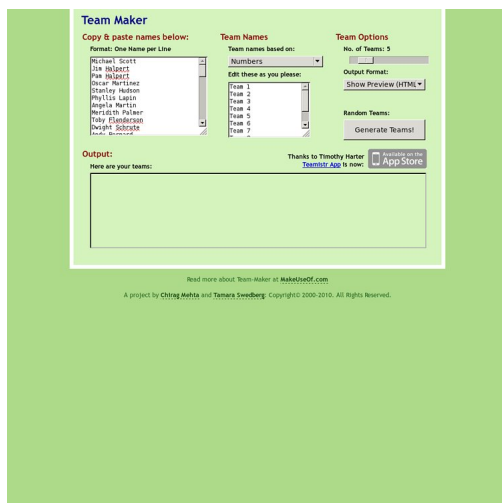 Team Maker
Copy & paste names below:
Format: One Name per Line
Michael Scott
Jim Halpert
Pam Halpert
Oscar Martinez
Stanley Hudson
Phyllis Lapin
Angela Martin
Meridith Palmer
Toby Flenderson
Dwight Schrute
Team Names
Team names based on:
Numbers
Edit these as you please:
Team 1
Team 2
Team 3
Team 4
Team 5
Team 6
Team 7
Team Options
No. of Teams: 5
Output Format:
Show Preview (HTML
Random Teams:
Generate Teams!
Output:
Here are your teams:
Thanks to Timothy Harter
Teamistr App is now:
Available on the
App Store
Read more about Team-Maker at MakeUseOf.com
A project by Chirag Mehta and Tamara Swedberg: Copyright© 2000-2010. All Rights Reserved.